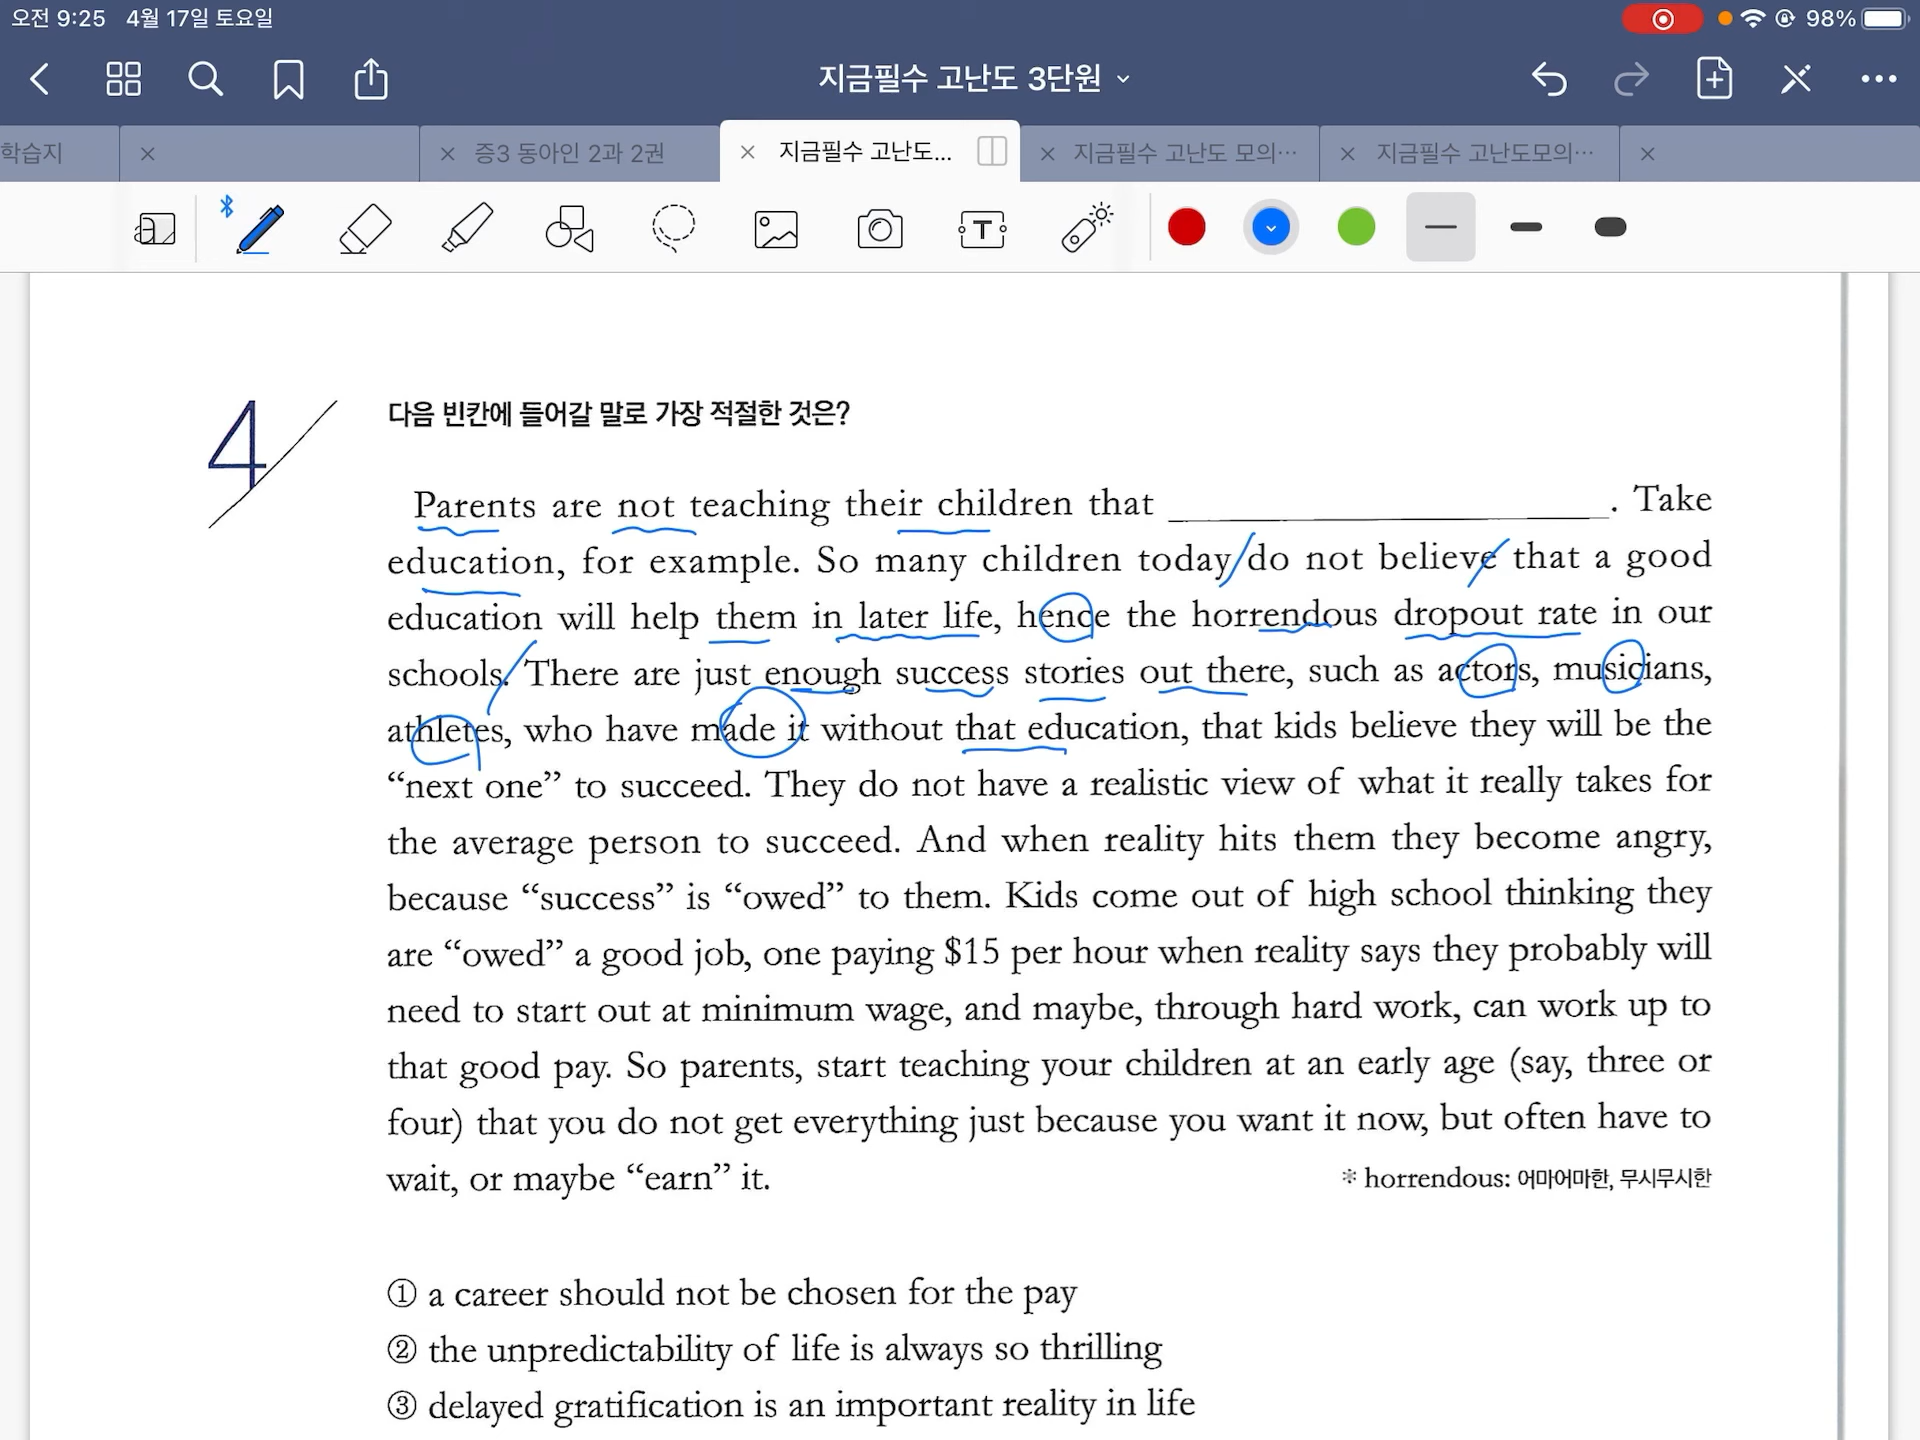 오전 9:25 4월 17일 토요일 98%
지금필수 고난도 3단원
학습지 증3 동아인 2과 2권 지금필수 고난도... 지금필수 고난도 모의... 지금필수 고난도모의...
4
다음 빈칸에 들어갈 말로 가장 적절한 것은?
Parents are not teaching their children that ____________________. Take
education, for example. So many children today do not believe that a good
education will help them in later life, hence the horrendous dropout rate in our
schools. There are just enough success stories out there, such as actors, musicians,
athletes, who have made it without that education, that kids believe they will be the
“next one” to succeed. They do not have a realistic view of what it really takes for
the average person to succeed. And when reality hits them they become angry,
because “success” is “owed” to them. Kids come out of high school thinking they
are “owed” a good job, one paying $15 per hour when reality says they probably will
need to start out at minimum wage, and maybe, through hard work, can work up to
that good pay. So parents, start teaching your children at an early age (say, three or
four) that you do not get everything just because you want it now, but often have to
wait, or maybe “earn” it.
* horrendous: 어마어마한, 무시무시한
① a career should not be chosen for the pay
② the unpredictability of life is always so thrilling
③ delayed gratification is an important reality in life